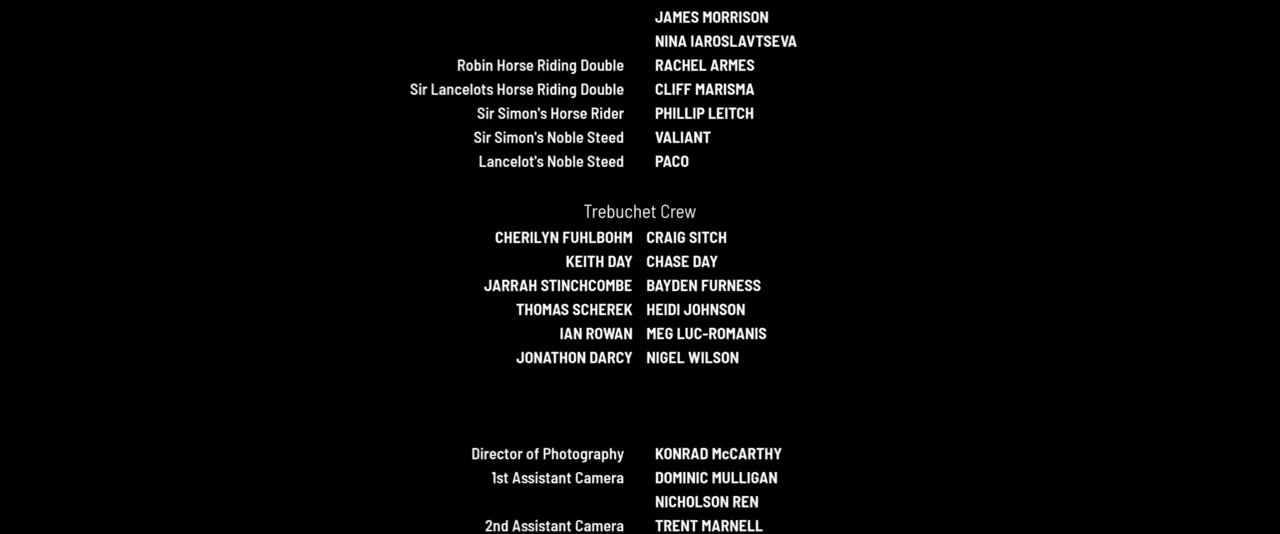 JAMES MORRISON
NINA IAROSLAVTSEVA
Robin Horse Riding Double RACHEL ARMES
Sir Lancelots Horse Riding Double CLIFF MARISMA
Sir Simon's Horse Rider PHILLIP LEITCH
Sir Simon's Noble Steed VALIANT
Lancelot's Noble Steed PACO
Trebuchet Crew
CHERILYN FUHLBOHM CRAIG SITCH
KEITH DAY CHASE DAY
JARRAH STINCHCOMBE BAYDEN FURNESS
THOMAS SCHEREK HEIDI JOHNSON
IAN ROWAN MEG LUC-ROMANIS
JONATHON DARCY NIGEL WILSON
Director of Photography KONRAD McCARTHY
1st Assistant Camera DOMINIC MULLIGAN
NICHOLSON REN
2nd Assistant Camera TRENT MARNELL